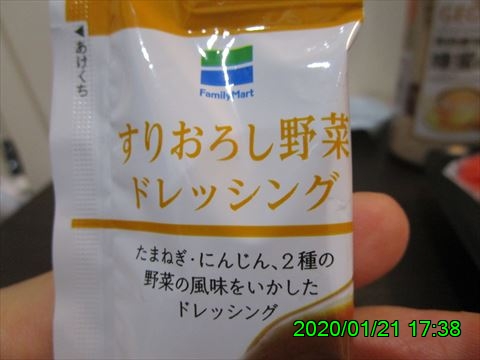 ◀あけくち
FamilyMart
すりおろし野菜
ドレッシング
たまねぎ・にんじん、2種の
野菜の風味をいかした
ドレッシング
2020/01/21 17:38